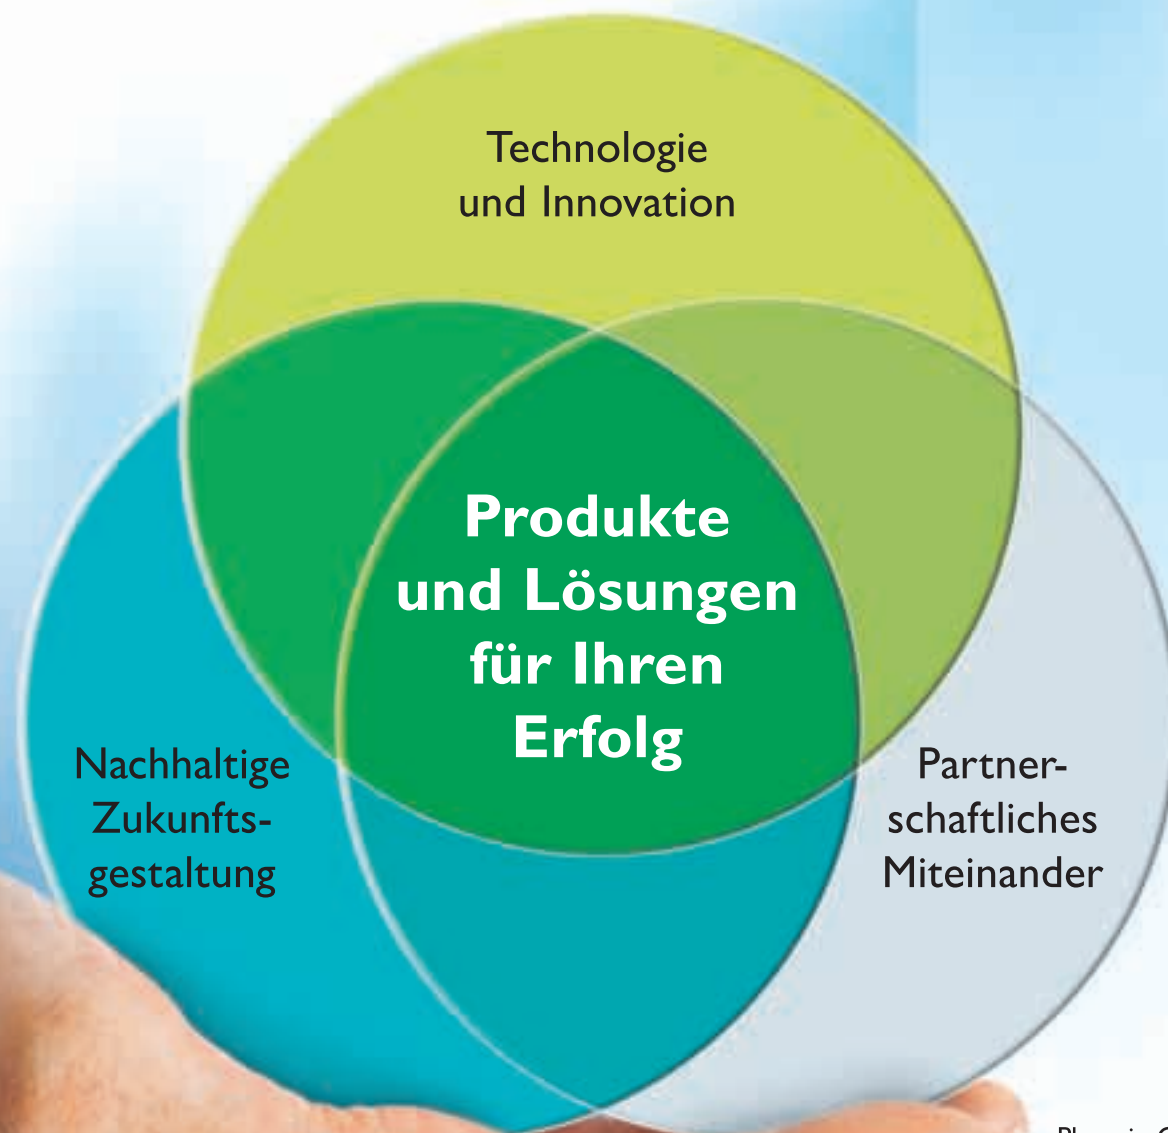 Technologie
und Innovation
Produkte
und Lösungen
für Ihren
Erfolg
Nachhaltige
Zukunfts-
gestaltung
Partner-
schaftliches
Miteinander